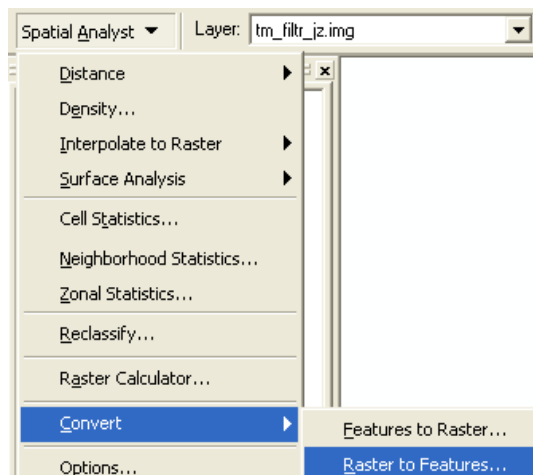 Spatial Analyst Layer: tm_filtr_jz.img
Distance
Density...
Interpolate to Raster
Surface Analysis
Cell Statistics...
Neighborhood Statistics...
Zonal Statistics...
Reclassify...
Raster Calculator...
Convert
Features to Raster...
Options...
Raster to Features...